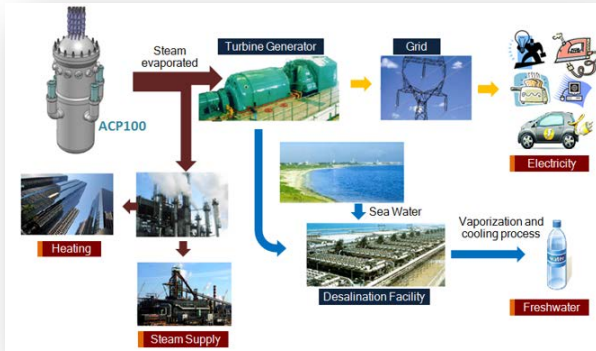 Steam
evaporated
Turbine Generator
Grid
ACP100
Electricity
Sea Water
Vaporization and
cooling process
Heating
Desalination Facility
Freshwater
Steam Supply